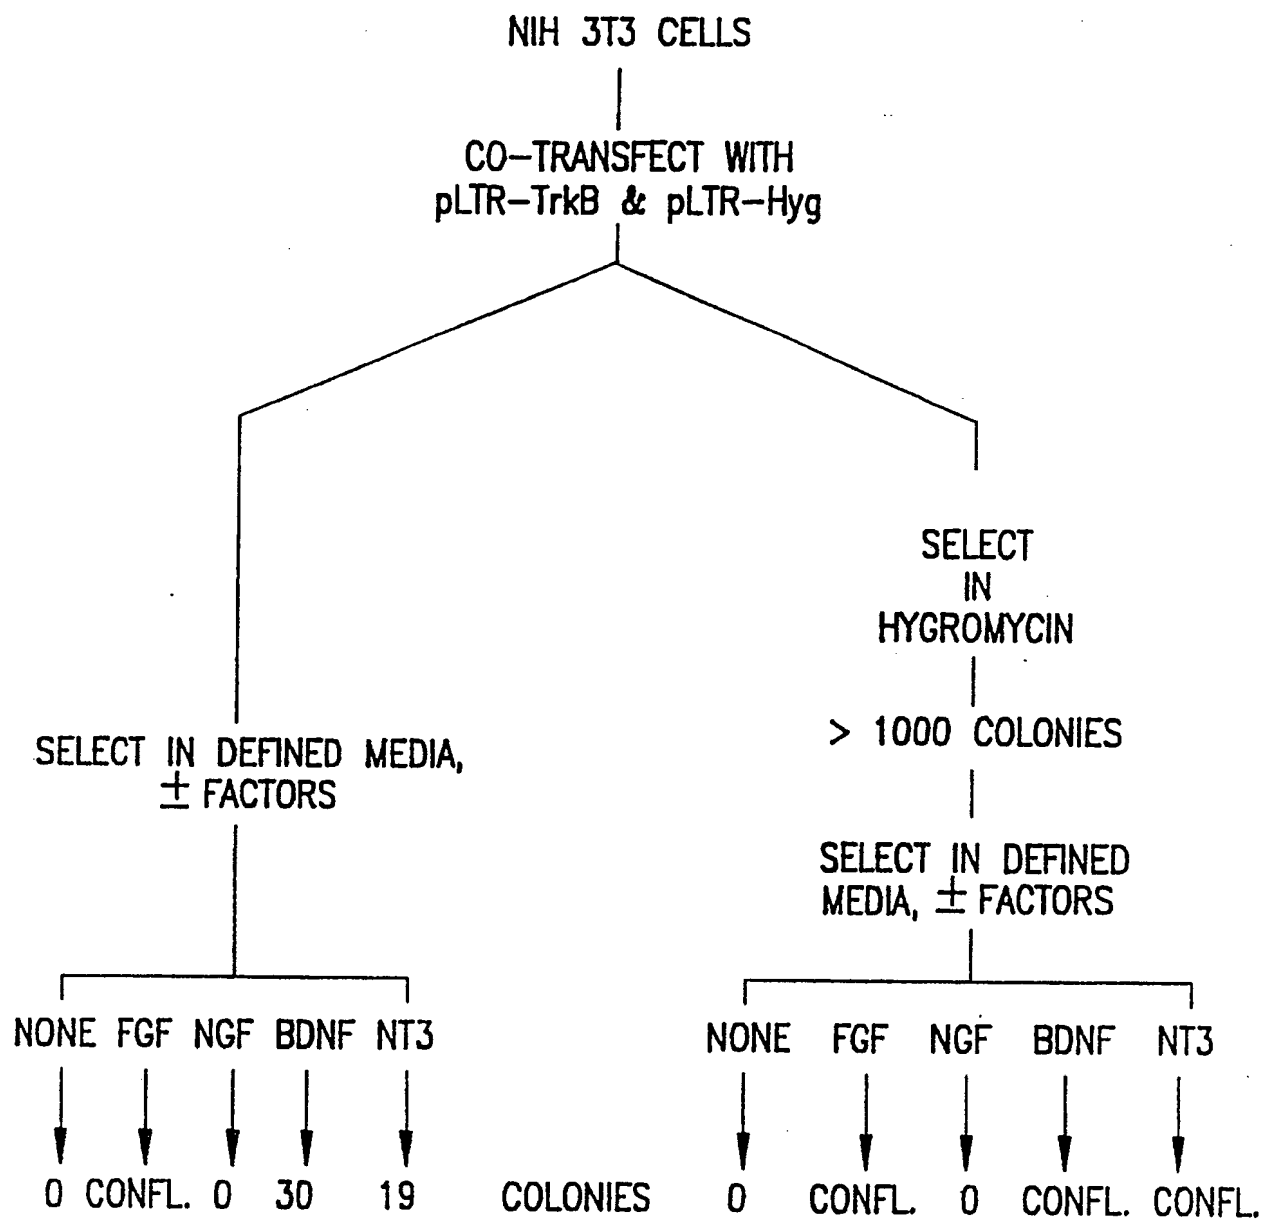 NIH 3T3 CELLS
CO-TRANSFECT WITH
pLTR-TrkB & pLTR-Hyg
SELECT IN DEFINED MEDIA,
± FACTORS
NONE FGF NGF BDNF NT3
0 CONFL. 0 30 19
COLONIES
SELECT
IN
HYGROMYCIN
> 1000 COLONIES
SELECT IN DEFINED
MEDIA, ± FACTORS
NONE FGF NGF BDNF NT3
0 CONFL. 0 CONFL. CONFL.